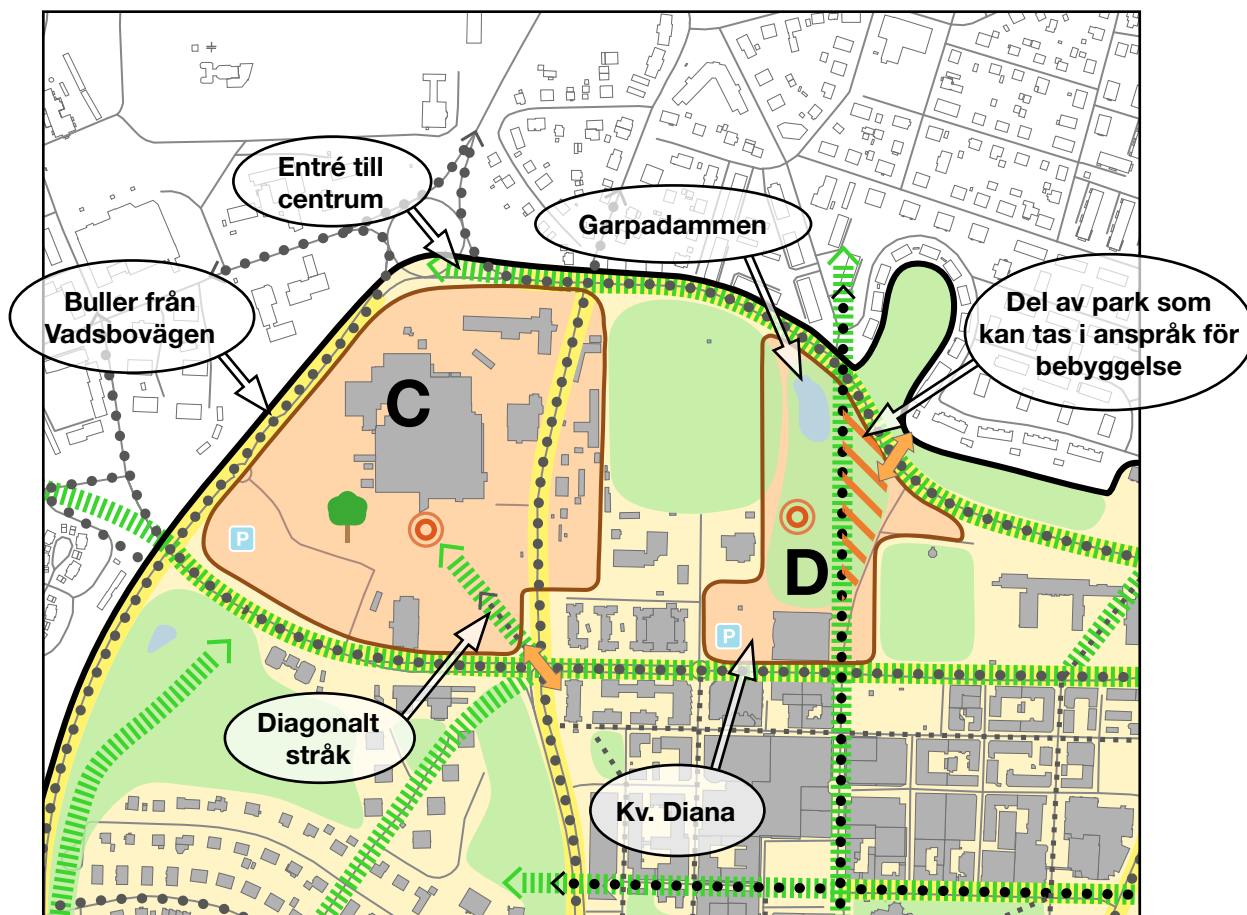 Entré till
centrum
Garpadammen
Buller från
Vadsbovägen
Del av park som
kan tas i anspråk för
bebyggelse
C
P
D
P
Diagonalt
stråk
Kv. Diana